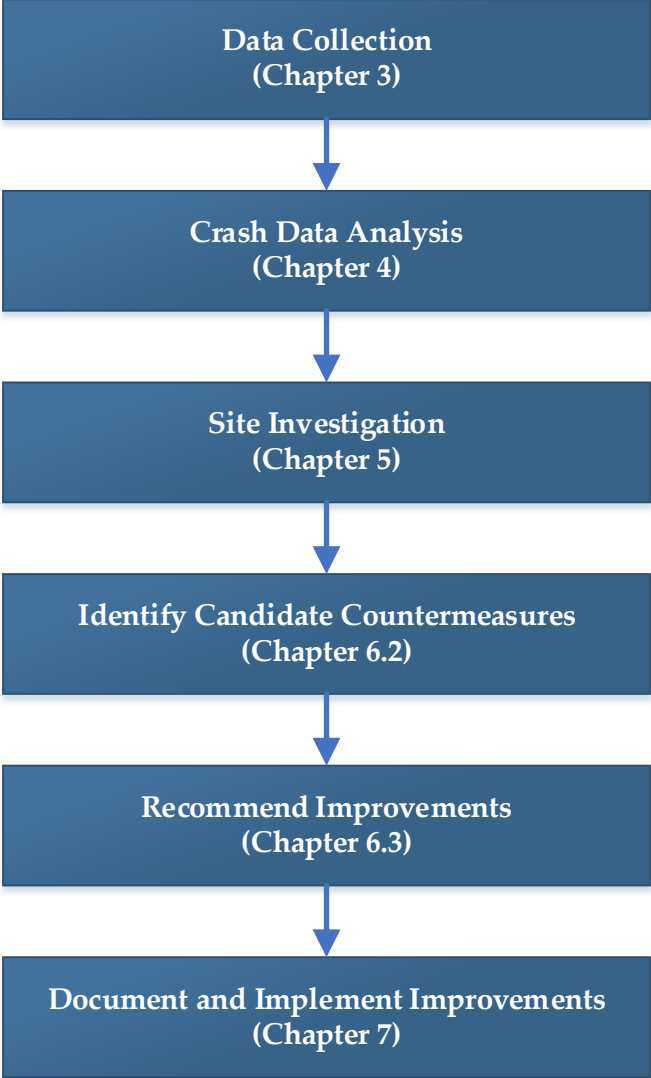 Data Collection
(Chapter 3)
Crash Data Analysis
(Chapter 4)
Site Investigation
(Chapter 5)
Identify Candidate Countermeasures
(Chapter 6.2)
Recommend Improvements
(Chapter 6.3)
Document and Implement Improvements
(Chapter 7)